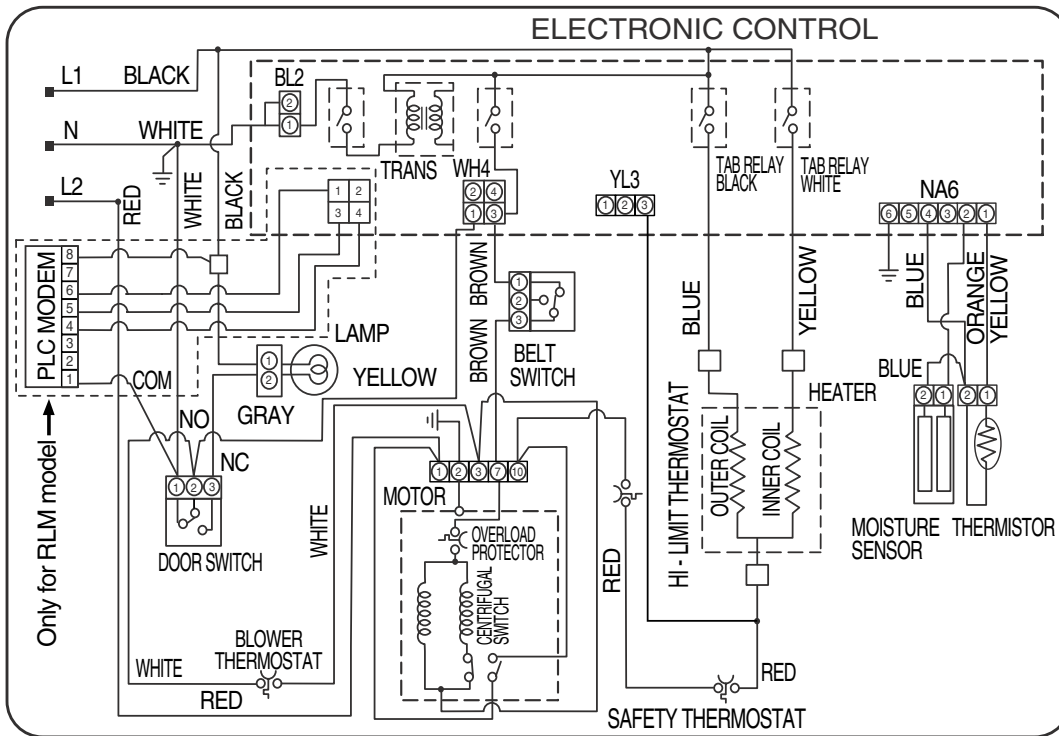 ELECTRONIC CONTROL
L1 BLACK
BL2
2
1
N WHITE
TRANS
L2
RED
WHITE
BLACK
1 2
3 4
WH4
2 4
1 3
YL3
1 2 3
TAB RELAY
BLACK
TAB RELAY
WHITE
NA6
6 5 4 3 2 1
PLC MODEM
8
7
6
5
4
3
2
1
BROWN
BROWN
1
2
3
BELT
SWITCH
BLUE
YELLOW
BLUE
ORANGE
YELLOW
LAMP
1
2
YELLOW
GRAY
COM
NO
NC
HEATER
BLUE
2 1
2 1
Only for RLM model
1 2 3
DOOR SWITCH
WHITE
MOTOR
1 2 3 7 10
OVERLOAD
PROTECTOR
CENTRIFUGAL
SWITCH
RED
HI - LIMIT THERMOSTAT
OUTER COIL
INNER COIL
MOISTURE
SENSOR
THERMISTOR
BLOWER
THERMOSTAT
WHITE
RED
RED
SAFETY THERMOSTAT